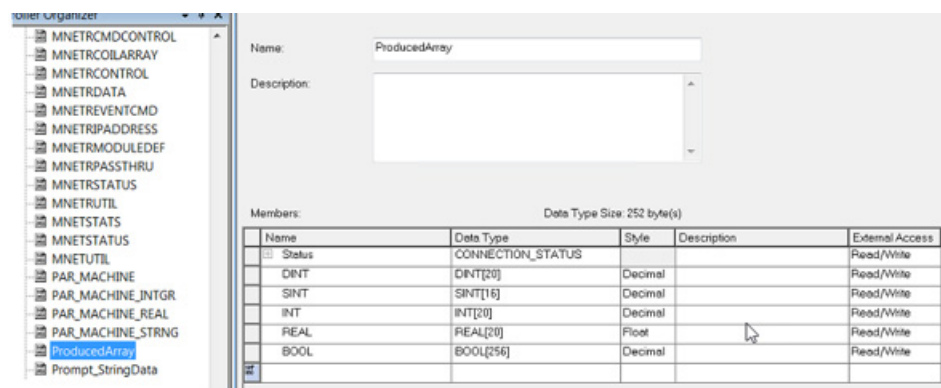 oller Organizer
MNETRCMDCONTROL
MNETRCOILARRAY
MNETRCONTROL
MNETRDATA
MNETREVENTCMD
MNETRIPADDRESS
MNETRMODULEDEF
MNETRPASSTHRU
MNETRSTATUS
MNETRUTIL
MNETSTATS
MNETSTATUS
MNETUTIL
PAR_MACHINE
PAR_MACHINE_INTGR
PAR_MACHINE_REAL
PAR_MACHINE_STRNG
ProducedArray
Prompt_StringData
Name: ProducedArray
Description:
Members: Data Type Size: 252 byte(s)
Name Data Type Style Description External Access
Status CONNECTION_STATUS Read/Write
DINT DINT[20] Decimal Read/Write
SINT SINT[16] Decimal Read/Write
INT INT[20] Decimal Read/Write
REAL REAL[20] Float Read/Write
BOOL BOOL[256] Decimal Read/Write